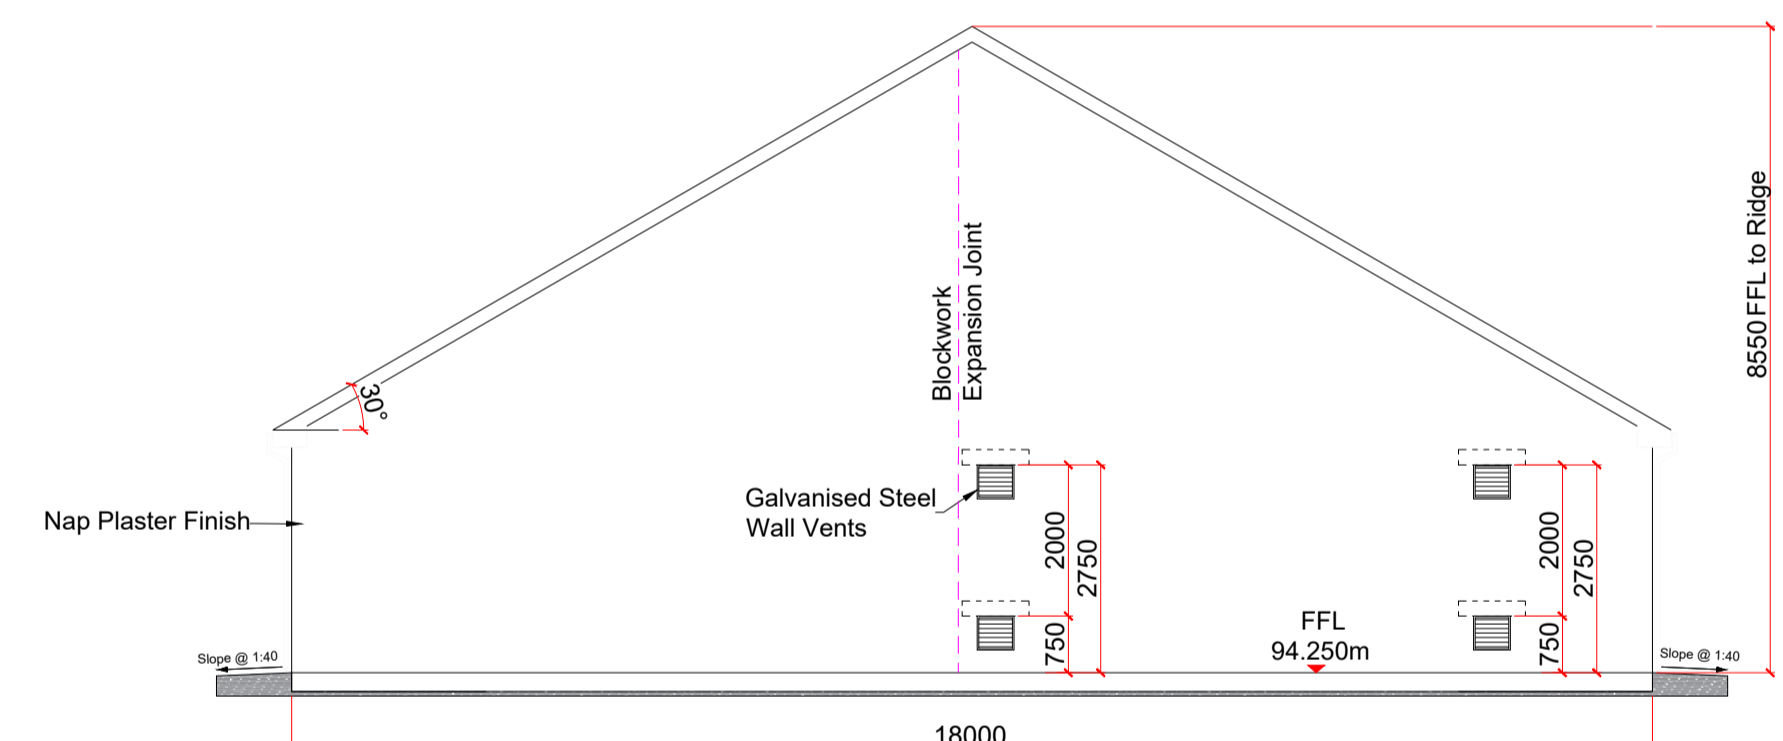 8550 FFL to Ridge
Blockwork
Expansion Joint
30°
Galvanised Steel
Wall Vents
Nap Plaster Finish
2000
2750
750
2000
2750
750
FFL
94.250m
Slope @ 1:40
Slope @ 1:40
18000